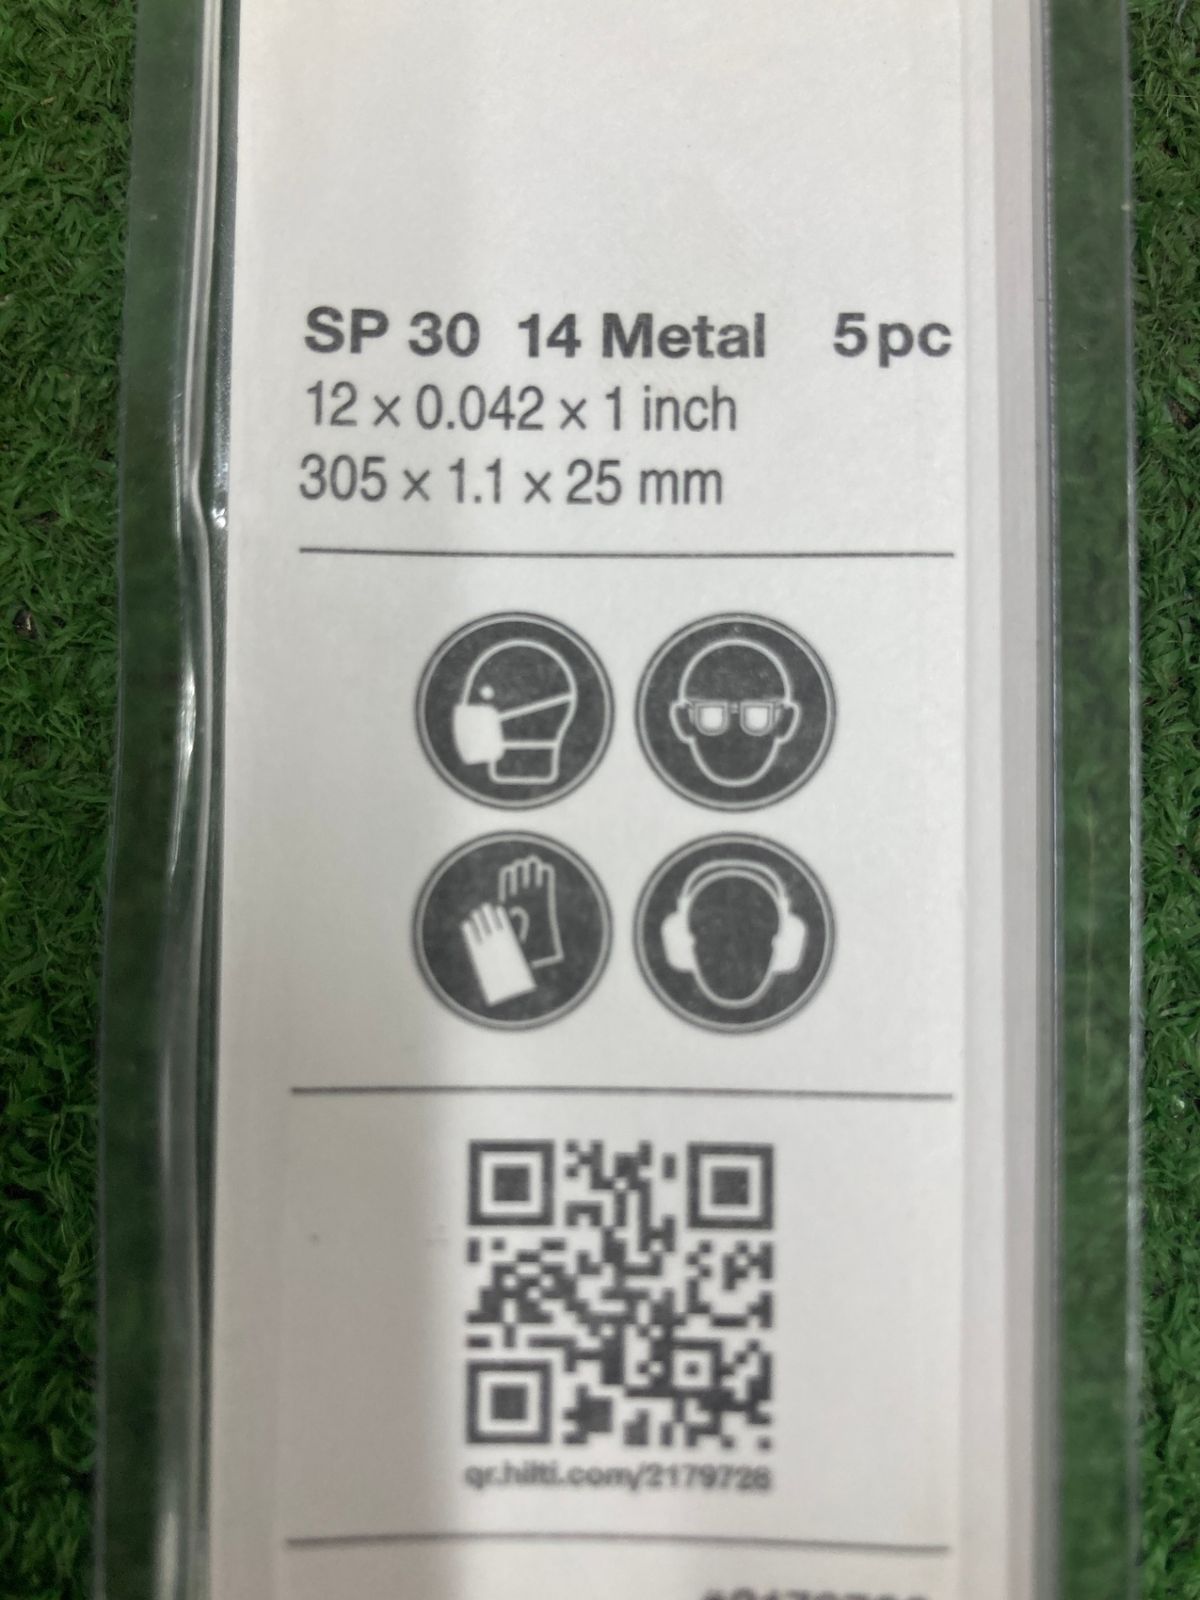 SP 30 14 Metal 5pc
12 × 0.042 × 1 inch
305 × 1.1 × 25 mm
qr.hilti.com/2179728